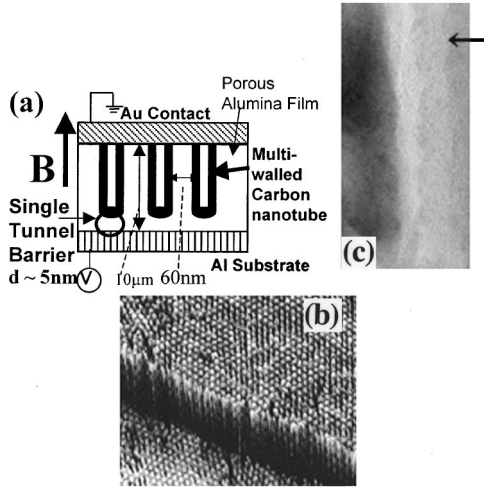 (a)
Au Contact
Porous
Alumina Film
B
Multi-
walled
Carbon
nanotube
Single
Tunnel
Barrier
d ~ 5nm
V
10μm
60nm
Al Substrate
(b)
(c)